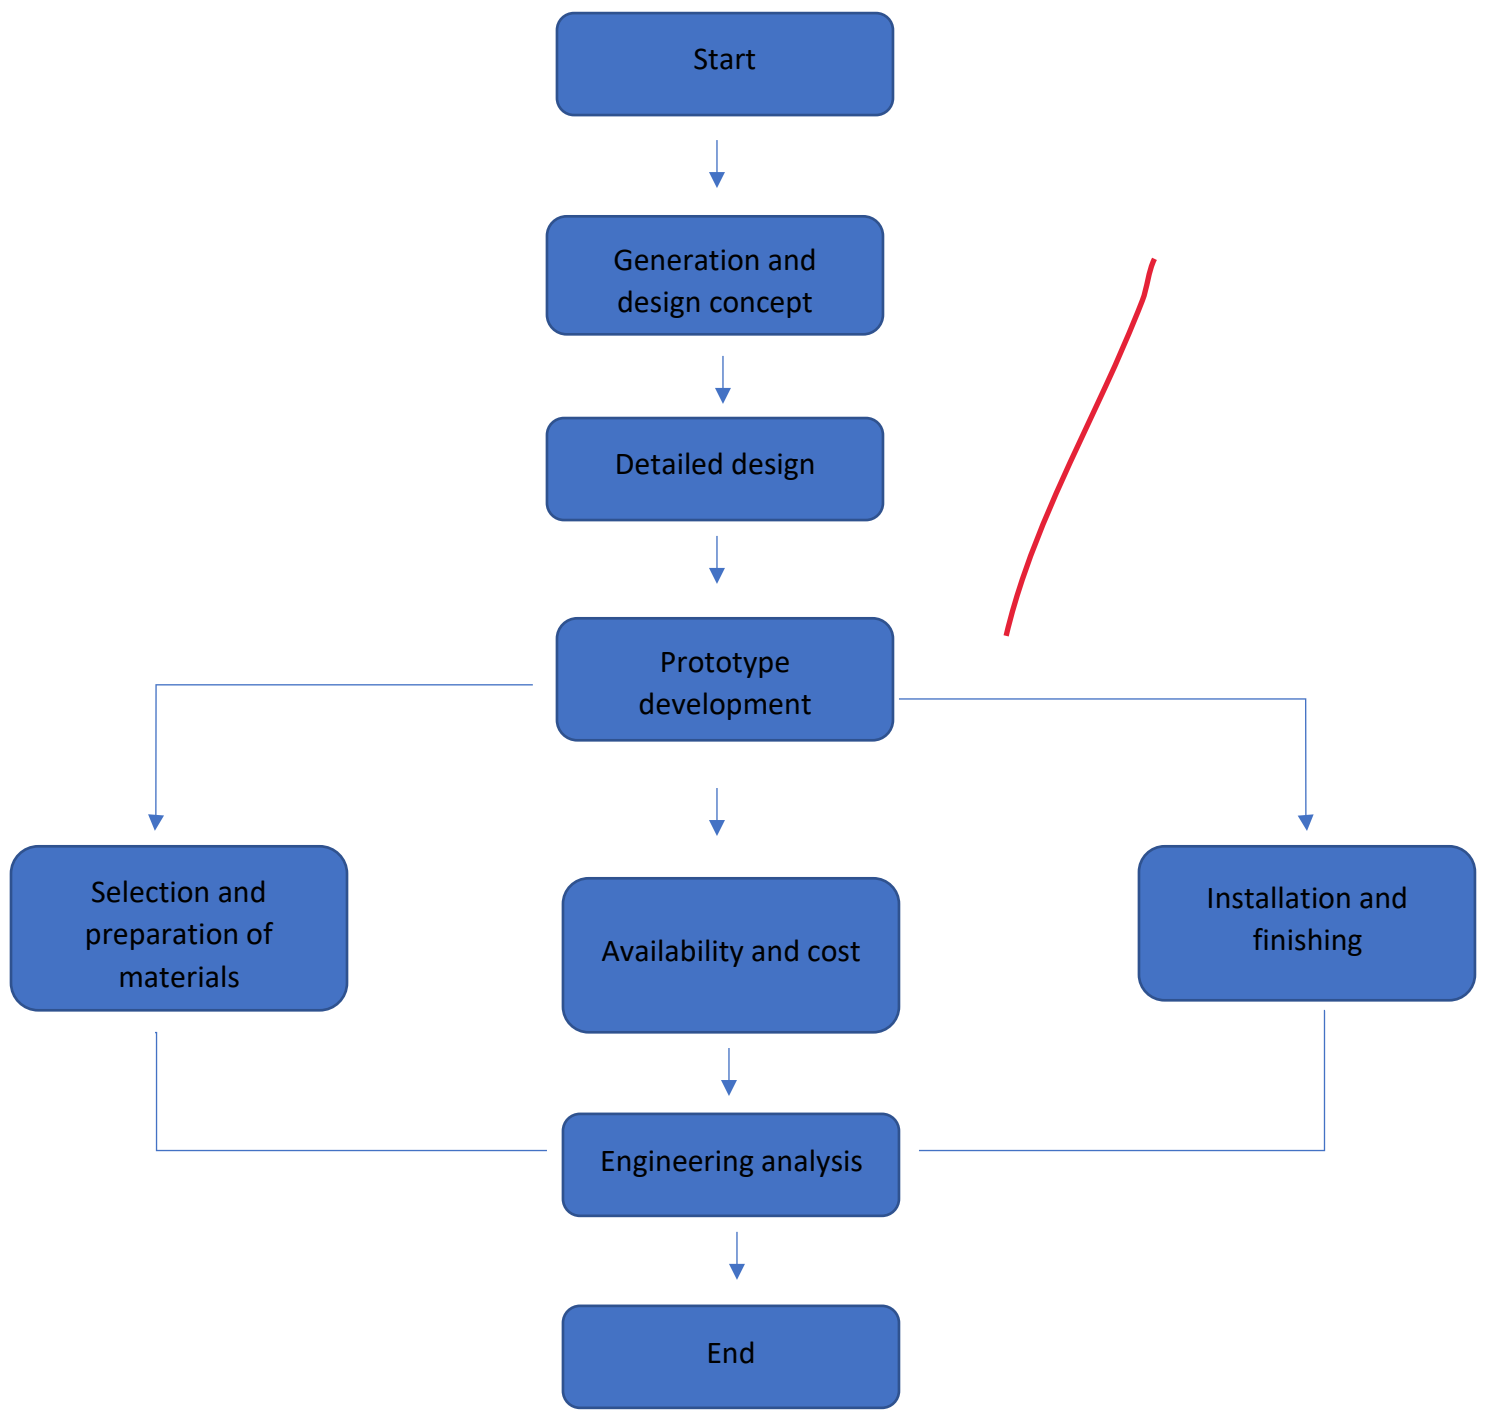 Start
Generation and
design concept
Detailed design
Prototype
development
Selection and
preparation of
materials
Availability and cost
Installation and
finishing
Engineering analysis
End